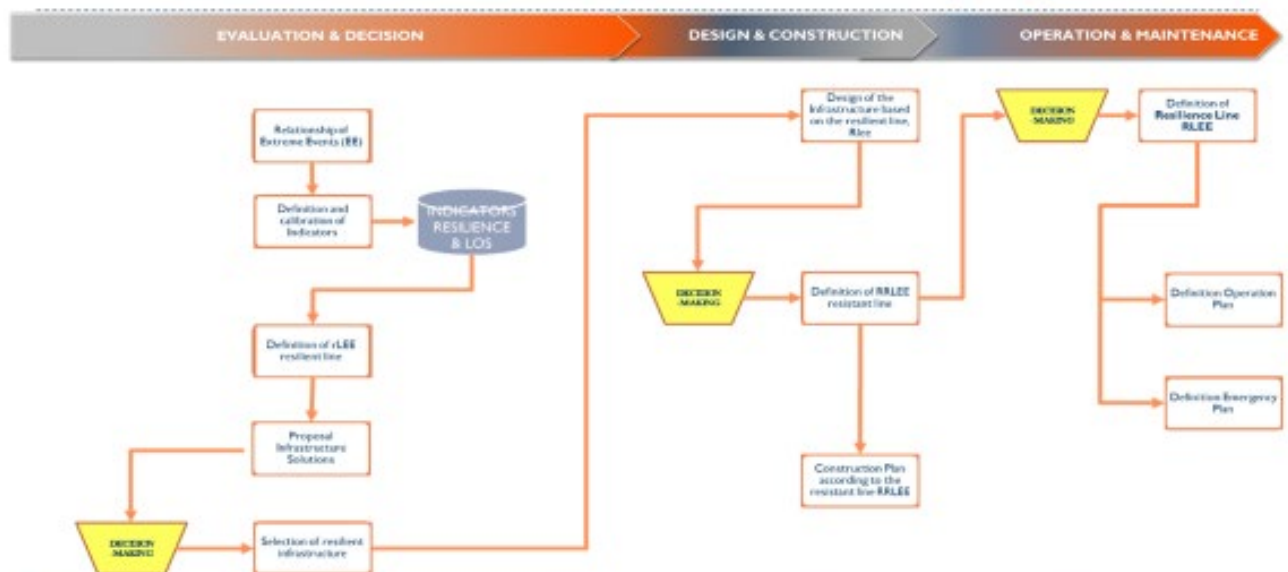 EVALUATION & DECISION
DESIGN & CONSTRUCTION
OPERATION & MAINTENANCE
Relationship of
Extreme Events (EE)
Definition and
calibration of
Indicators
INDICATORS
RESILIENCE
& LOS
Definition of rLEE
resilient line
Proposal
Infrastructure
Solutions
DECISION
-MAKING
Selection of resilient
infrastructure
Design of the
Infrastructure based
on the resilient line,
Rlee
DECISION
-MAKING
Definition of RRLEE
resistant line
Construction Plan
according to the
resistant line RRLEE
DECISION
-MAKING
Definition of
Resilience Line
RLEE
Definition Operation
Plan
Definition Emergency
Plan